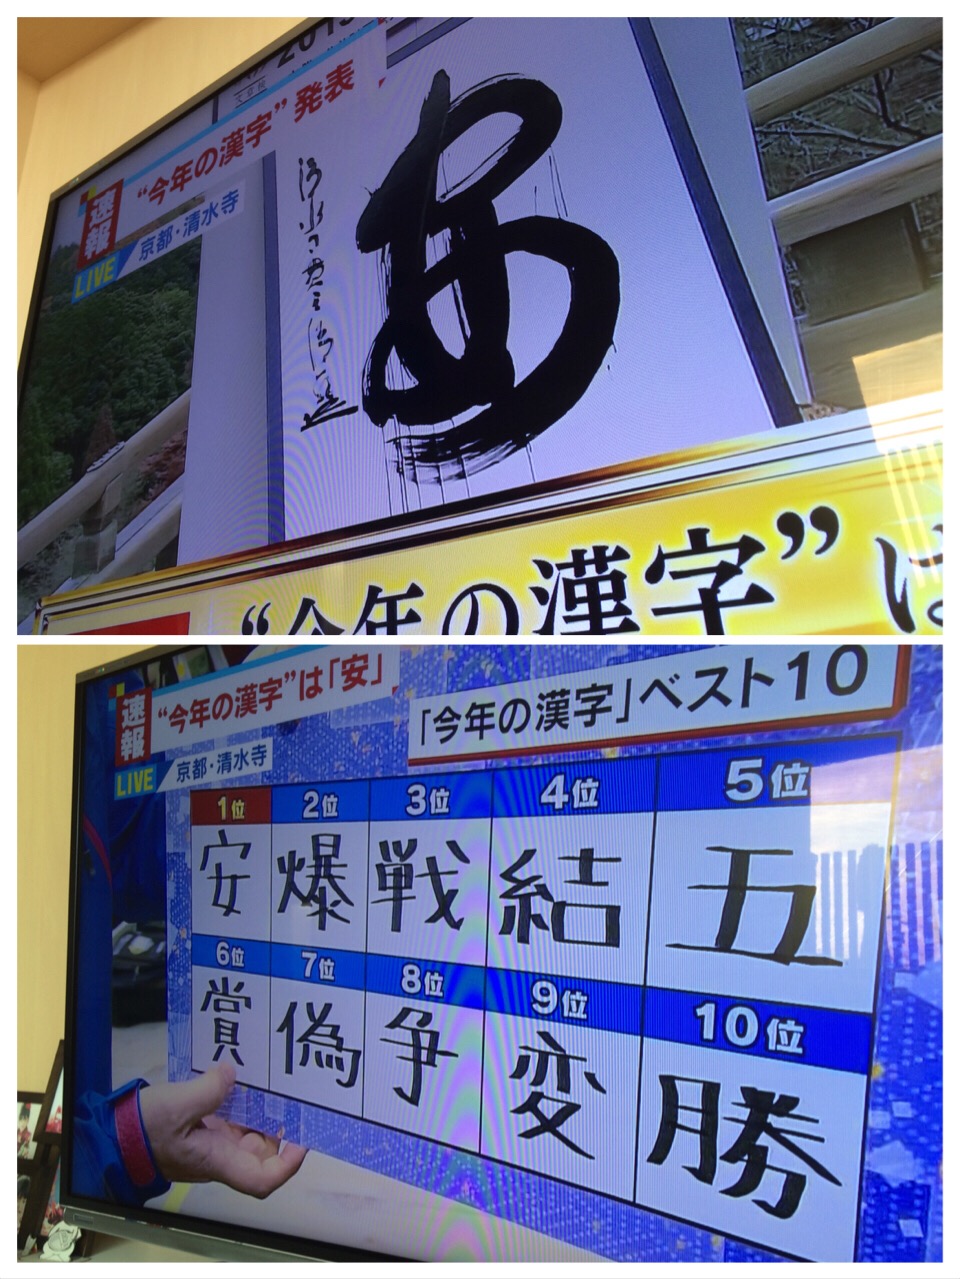 速報
LIVE
“今年の漢字”発表
京都・清水寺
安
“今年の漢字”は
速報
LIVE
“今年の漢字”は「安」
京都・清水寺
「今年の漢字」ベスト10
1位 2位 3位 4位 5位
安 爆 戦 結 五
6位 7位 8位 9位 10位
賞 偽 争 変 勝